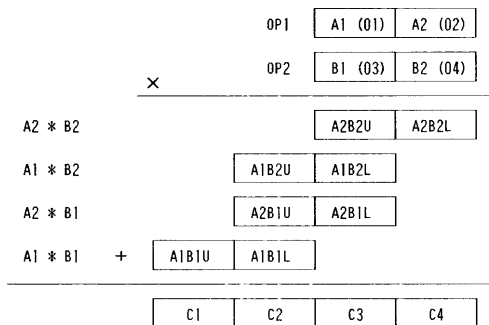 OP1 A1 (01) A2 (02)
OP2 B1 (03) B2 (04)
×
A2 * B2 A2B2U A2B2L
A1 * B2 A1B2U A1B2L
A2 * B1 A2B1U A2B1L
A1 * B1 + A1B1U A1B1L
C1 C2 C3 C4